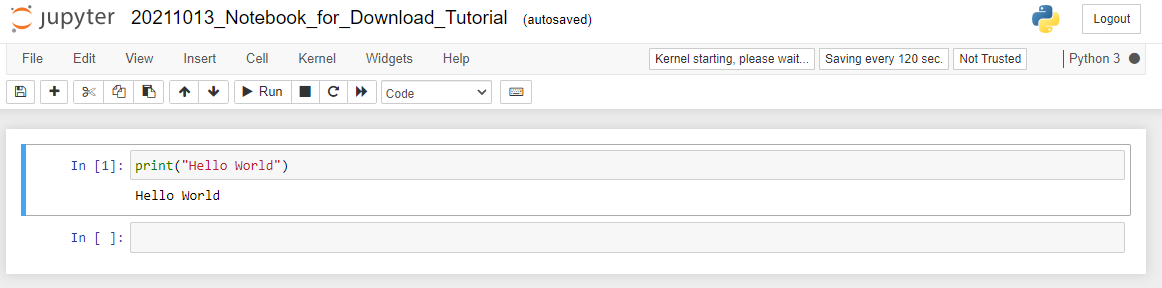 jupyter 20211013_Notebook_for_Download_Tutorial (autosaved) Logout
File Edit View Insert Cell Kernel Widgets Help Kernel starting, please wait... Saving every 120 sec. Not Trusted Python 3
Run Code
In [1]: print("Hello World")
Hello World
In [ ]: